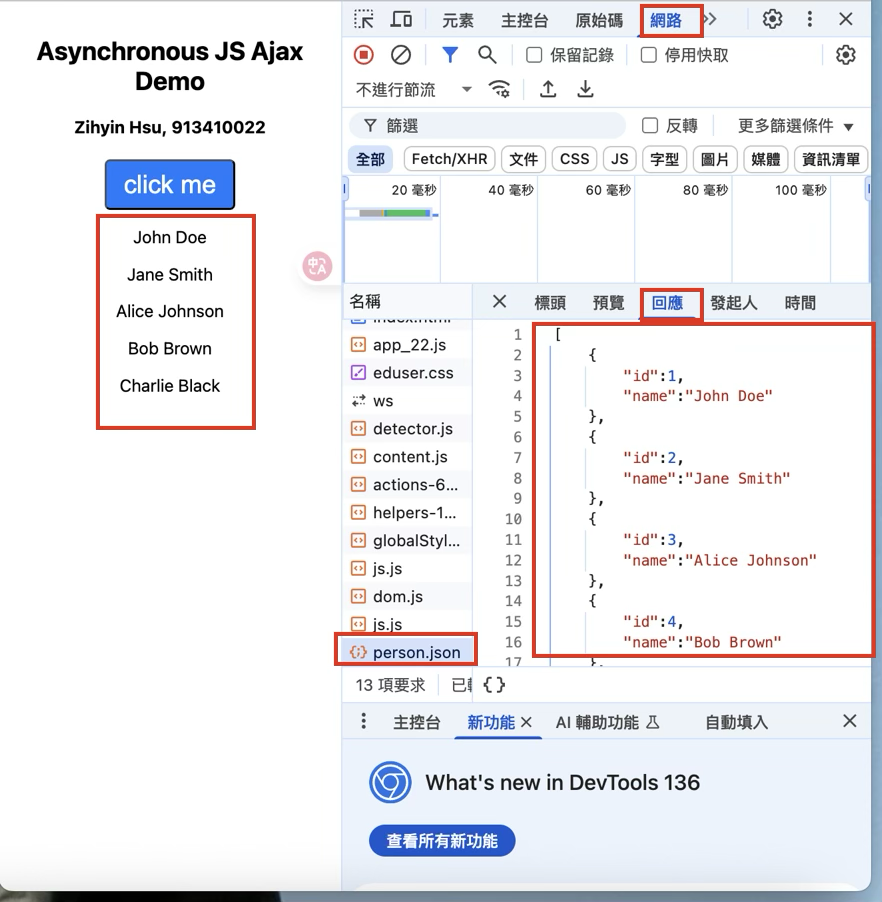 Asynchronous JS Ajax
Demo
Zihyin Hsu, 913410022
click me
John Doe
Jane Smith
Alice Johnson
Bob Brown
Charlie Black
中A
元素 主控台 原始碼 網路 >>
保留記錄 停用快取
不進行節流
篩選 反轉 更多篩選條件
全部 Fetch/XHR 文件 CSS JS 字型 圖片 媒體 資訊清單
20 毫秒 40 毫秒 60 毫秒 80 毫秒 100 毫秒
名稱
index.html
app_22.js
eduser.css
ws
detector.js
content.js
actions-6...
helpers-1...
globalStyl...
js.js
dom.js
js.js
person.json
13 項要求 已轉
標頭 預覽 回應 發起人 時間
1 [
2 {
3 "id":1,
4 "name":"John Doe"
5 },
6 {
7 "id":2,
8 "name":"Jane Smith"
9 },
10 {
11 "id":3,
12 "name":"Alice Johnson"
13 },
14 {
15 "id":4,
16 "name":"Bob Brown"
17 },
{}
主控台 新功能 AI 輔助功能 自動填入
What's new in DevTools 136
查看所有新功能